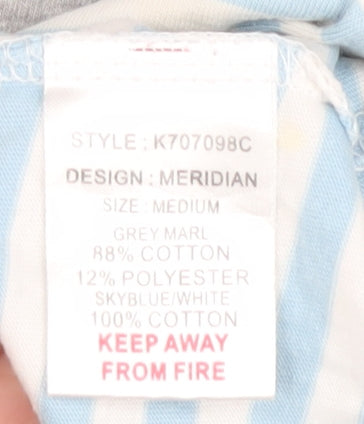 STYLE : K707098C
DESIGN : MERIDIAN
SIZE : MEDIUM
GREY MARL
88% COTTON
12% POLYESTER
SKYBLUE/WHITE
100% COTTON
KEEP AWAY
FROM FIRE